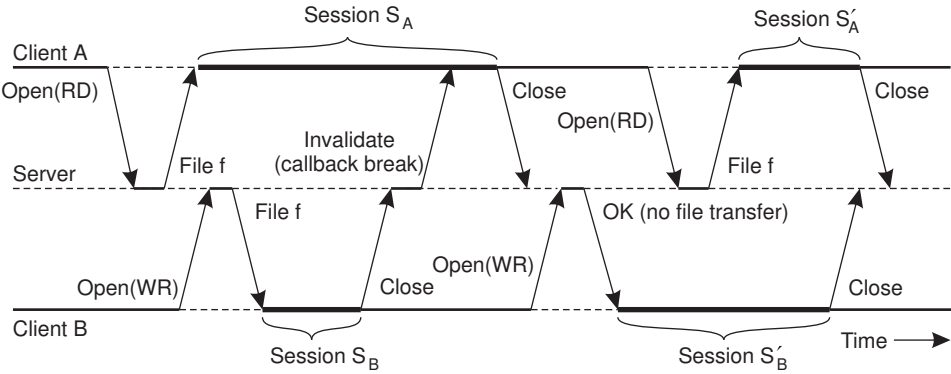 Session S_A
Session S′_A
Client A
Open(RD)
Close
Close
Open(RD)
Invalidate
(callback break)
Server
File f
File f
File f
OK (no file transfer)
Open(WR)
Close
Open(WR)
Close
Client B
Time
Session S_B
Session S′_B